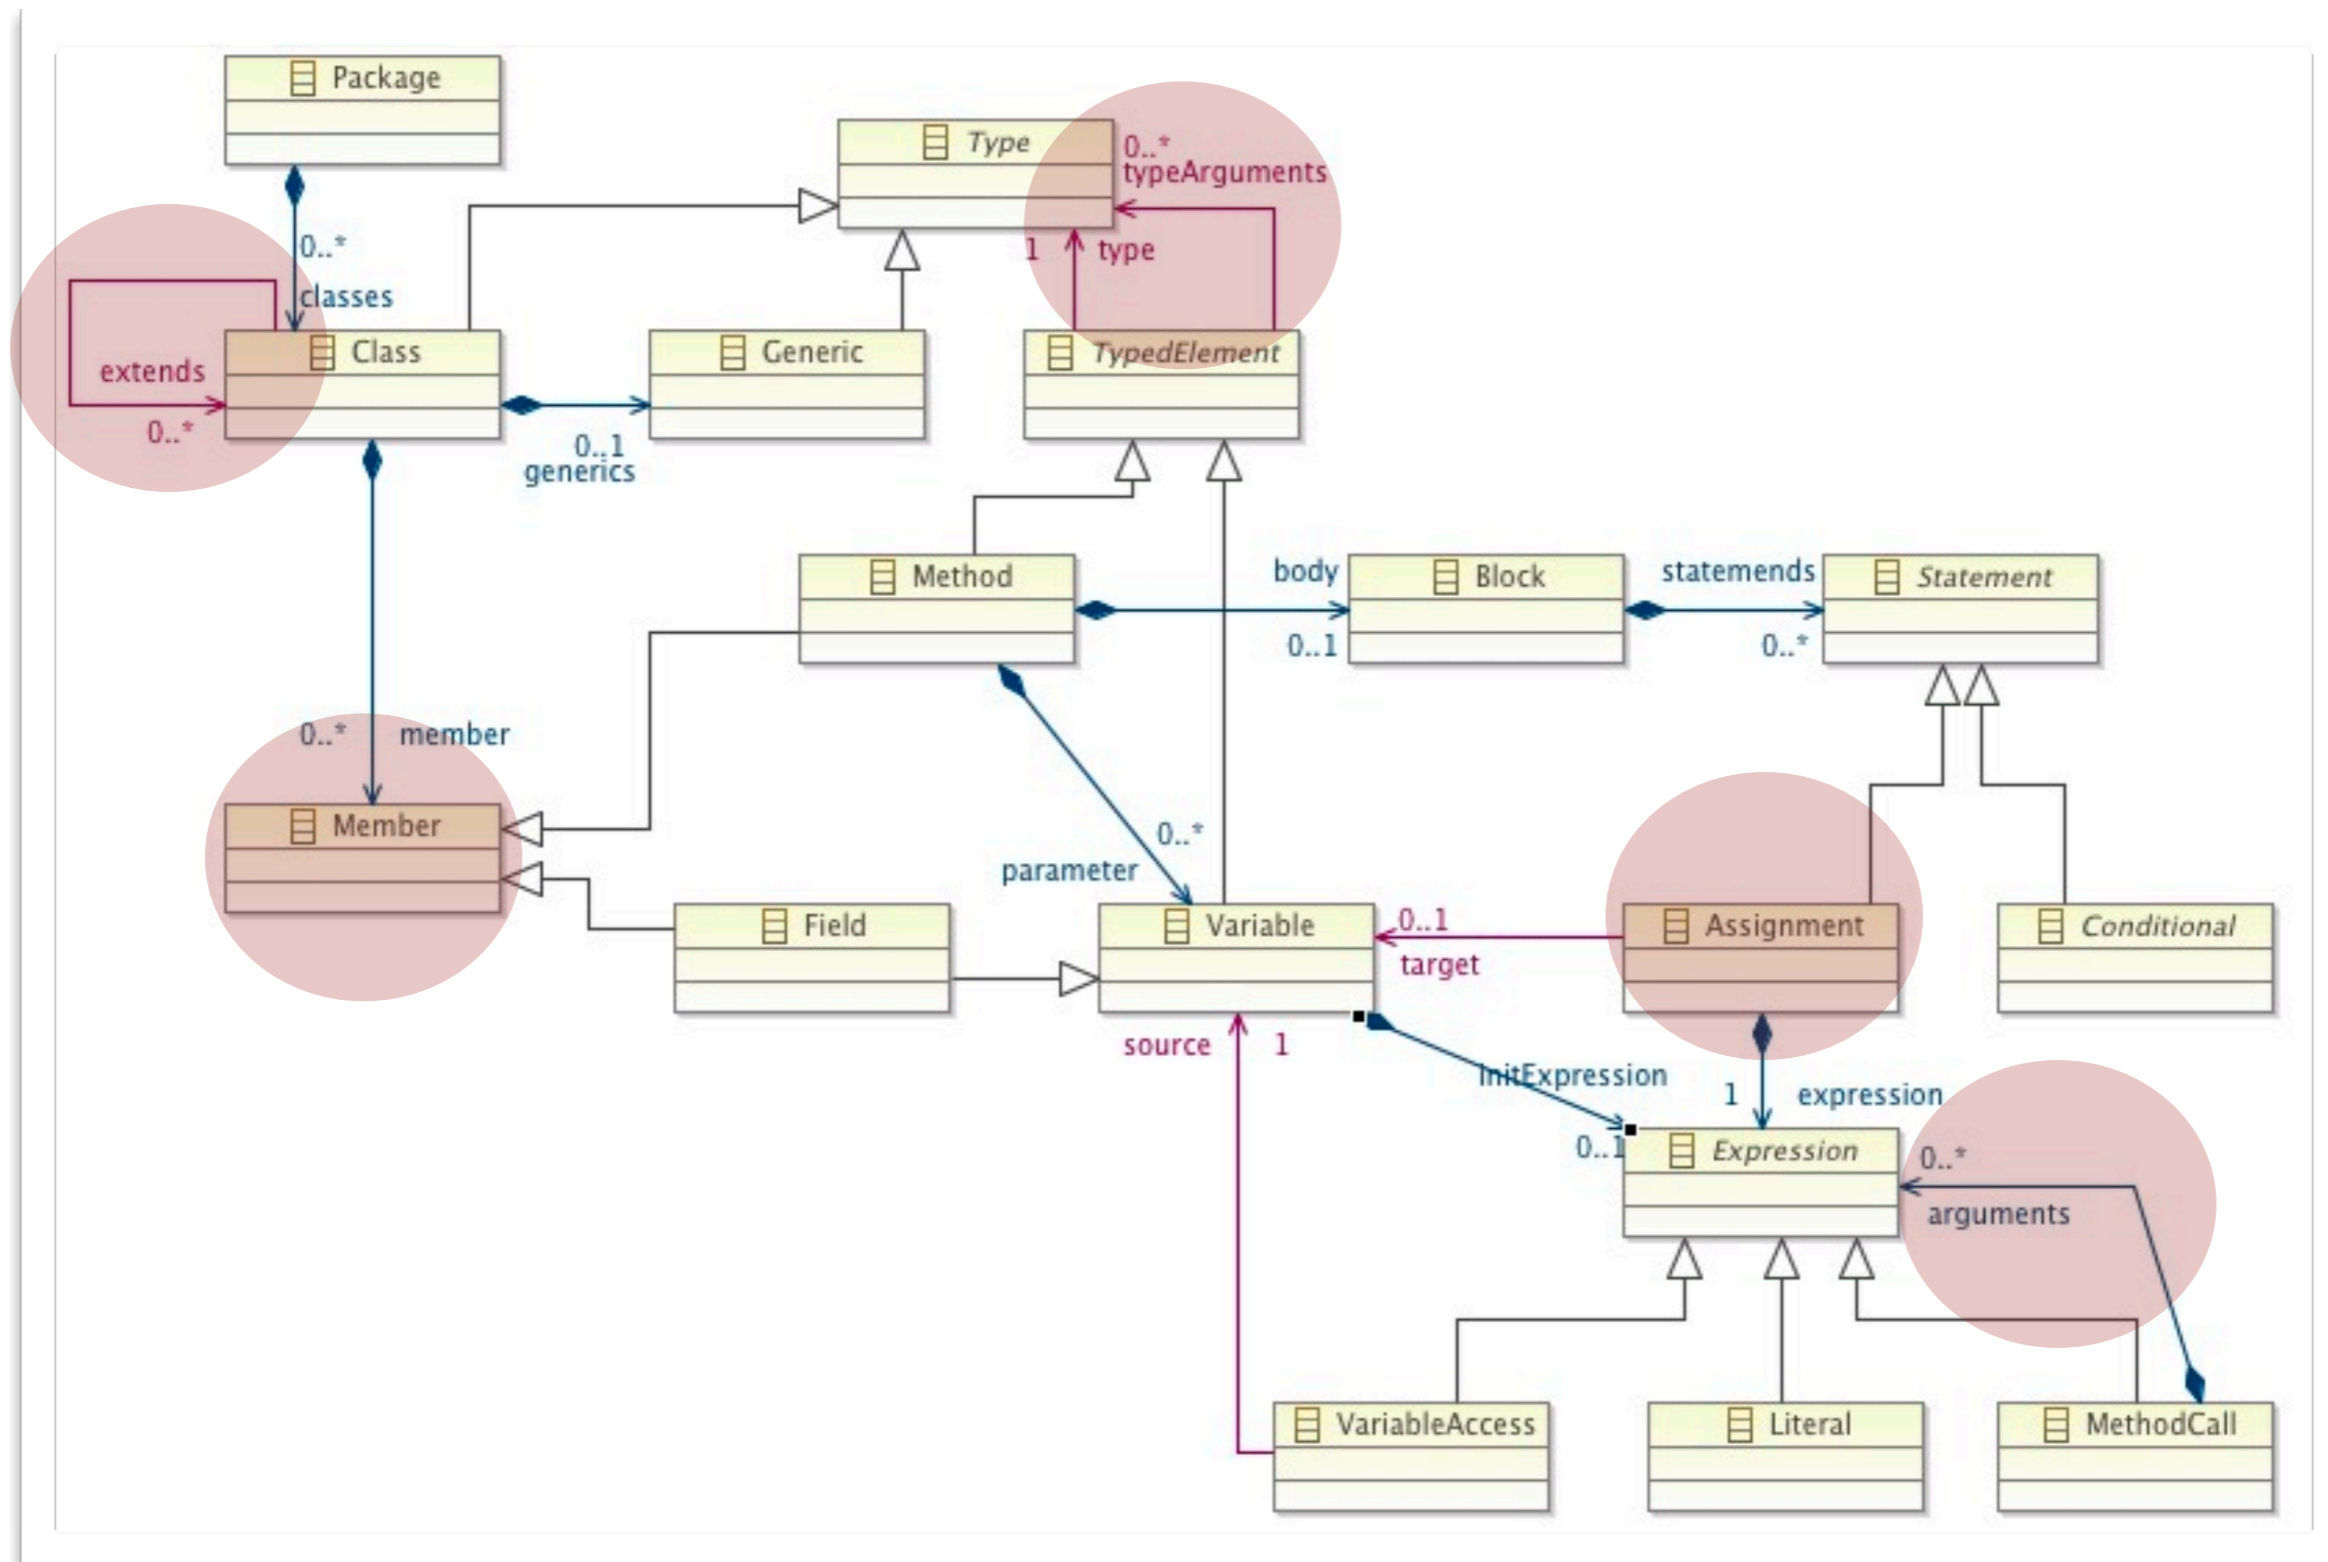 Package
Type
0..*
typeArguments
0..*
1
type
classes
Class
Generic
TypedElement
extends
0..*
0..1
generics
body
statemends
Method
Block
Statement
0..1
0..*
0..*
member
Member
0..*
parameter
Field
Variable
0..1
Assignment
Conditional
target
source
1
initExpression
1
expression
0..1
Expression
0..*
arguments
VariableAccess
Literal
MethodCall